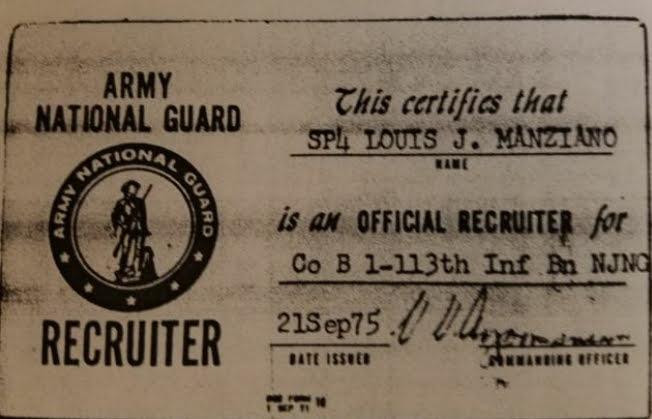 ARMY
NATIONAL GUARD
ARMY NATIONAL GUARD
RECRUITER
This certifies that
SP4 LOUIS J. MANZIANO
NAME
is an OFFICIAL RECRUITER for
Co B 1-113th Inf Bn NJNG
21Sep75
DATE ISSUED
COMMANDING OFFICER